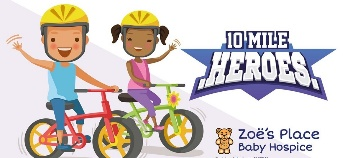 10 MILE
HEROES.
Zoë's Place
Baby Hospice